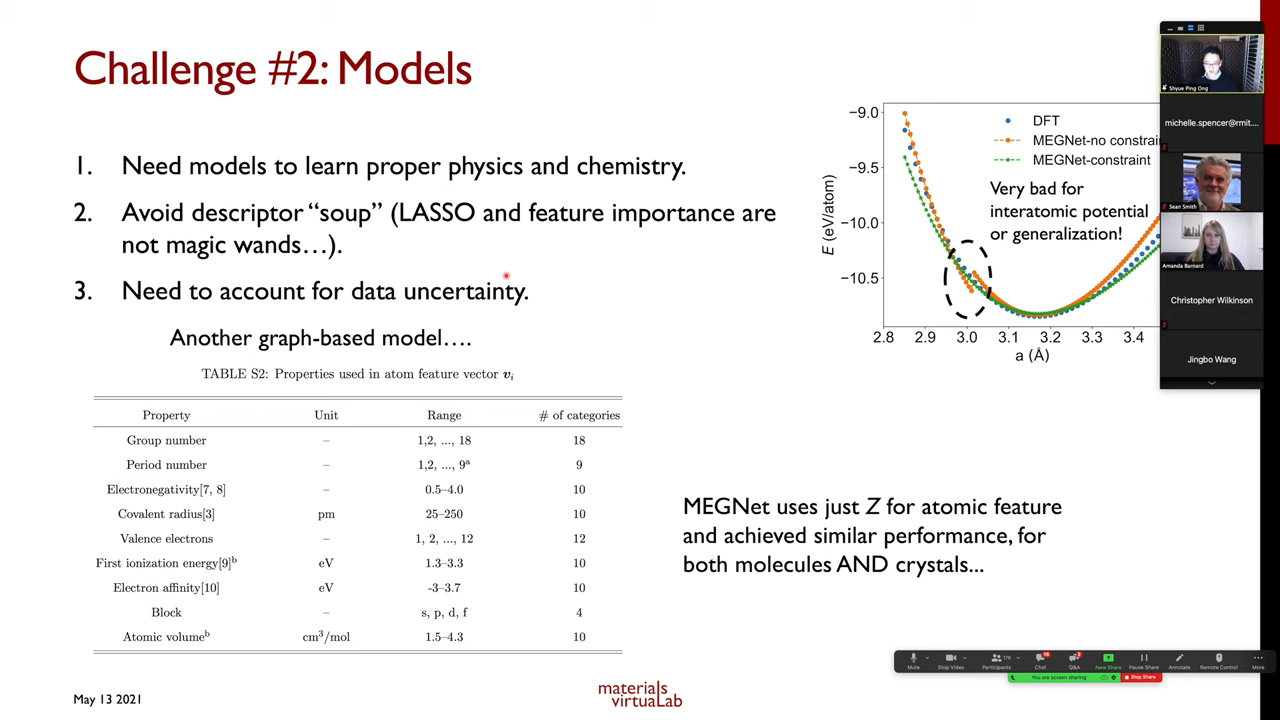 Challenge #2: Models
1. Need models to learn proper physics and chemistry.
2. Avoid descriptor “soup” (LASSO and feature importance are
not magic wands…).
3. Need to account for data uncertainty.
Another graph-based model….
TABLE S2: Properties used in atom feature vector vi
Property Unit Range # of categories
Group number – 1,2, ..., 18 18
Period number – 1,2, ..., 9a 9
Electronegativity[7, 8] – 0.5–4.0 10
Covalent radius[3] pm 25–250 10
Valence electrons – 1, 2, ..., 12 12
First ionization energy[9]b eV 1.3–3.3 10
Electron affinity[10] eV -3–3.7 10
Block – s, p, d, f 4
Atomic volumeb cm3/mol 1.5–4.3 10
−9.0
−9.5
−10.0
−10.5
E (eV/atom)
DFT
MEGNet-no constrain
MEGNet-constraint
Very bad for
interatomic potential
or generalization!
2.8 2.9 3.0 3.1 3.2 3.3 3.4
a (Å)
MEGNet uses just Z for atomic feature
and achieved similar performance, for
both molecules AND crystals...
Shyue Ping Ong
michelle.spencer@rmit....
Sean Smith
Amanda Barnard
Christopher Wilkinson
Jingbo Wang
Mute Stop Video Participants Chat Q&A New Share Pause Share Annotate Remote Control More
You are screen sharing Stop Share
May 13 2021
materials
virtuaLab